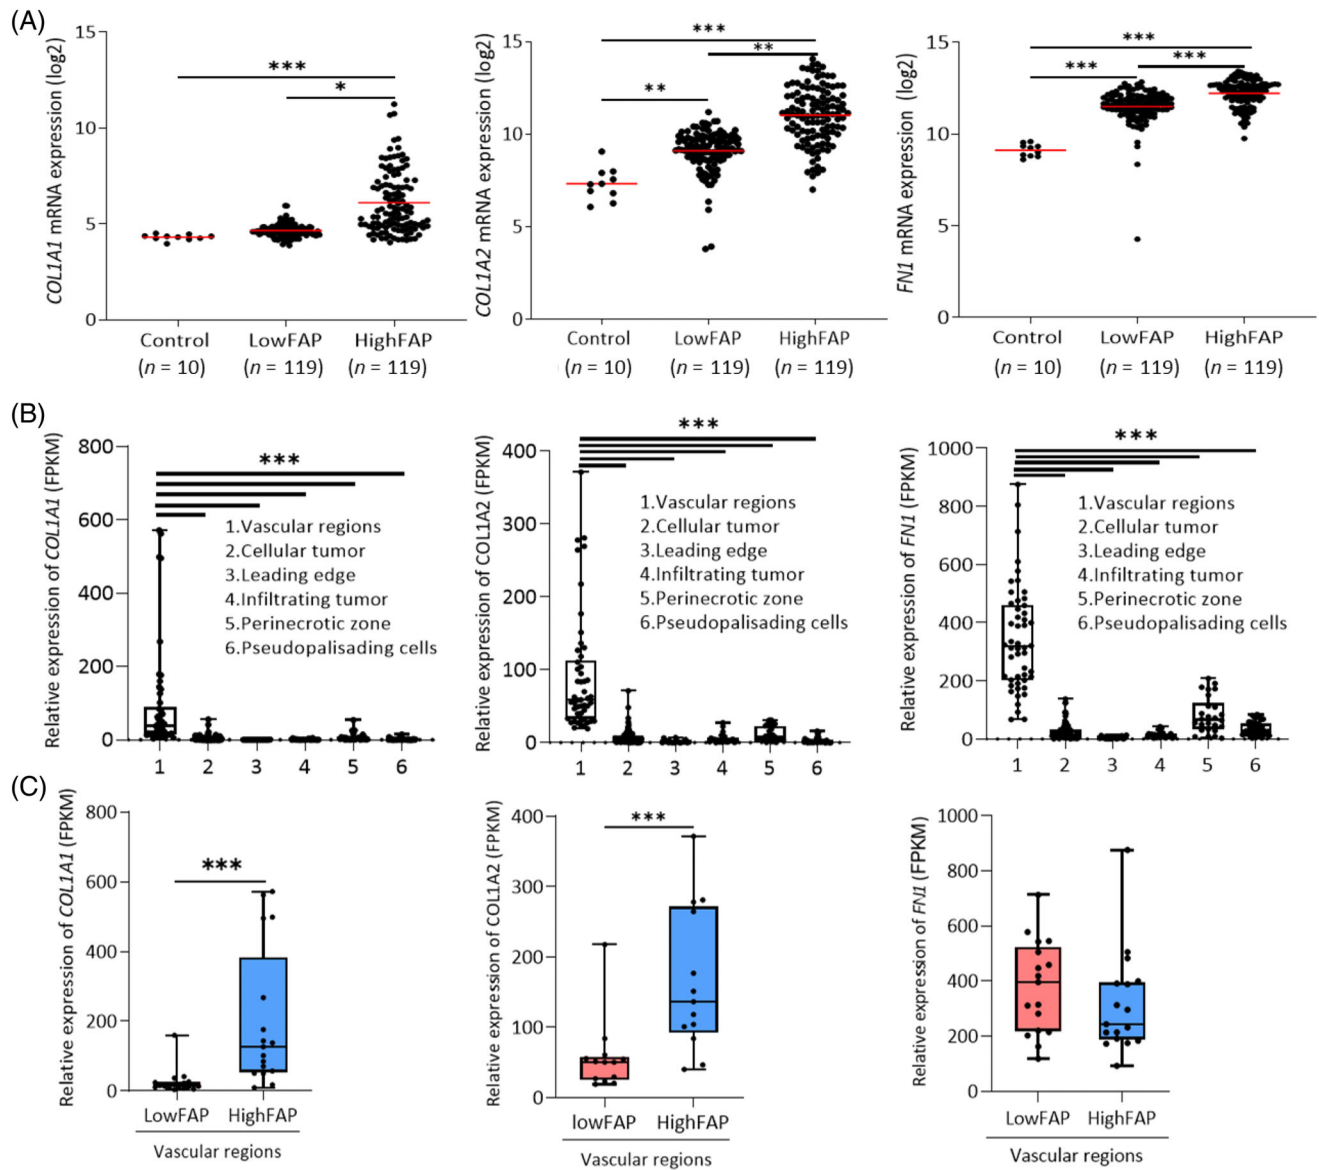 (A)
COL1A1 mRNA expression (log2)
15
10
5
0
***
*
Control
LowFAP
HighFAP
(n = 10)
(n = 119)
(n = 119)
COL1A2 mRNA expression (log2)
15
10
5
0
***
**
**
Control
LowFAP
HighFAP
(n = 10)
(n = 119)
(n = 119)
FN1 mRNA expression (log2)
15
10
5
0
***
***
***
Control
LowFAP
HighFAP
(n = 10)
(n = 119)
(n = 119)
(B)
Relative expression of COL1A1 (FPKM)
800
600
400
200
0
***
1.Vascular regions
2.Cellular tumor
3.Leading edge
4.Infiltrating tumor
5.Perinecrotic zone
6.Pseudopalisading cells
1 2 3 4 5 6
Relative expression of COL1A2 (FPKM)
400
300
200
100
0
***
1.Vascular regions
2.Cellular tumor
3.Leading edge
4.Infiltrating tumor
5.Perinecrotic zone
6.Pseudopalisading cells
1 2 3 4 5 6
Relative expression of FN1 (FPKM)
1000
800
600
400
200
0
***
1.Vascular regions
2.Cellular tumor
3.Leading edge
4.Infiltrating tumor
5.Perinecrotic zone
6.Pseudopalisading cells
1 2 3 4 5 6
(C)
Relative expression of COL1A1 (FPKM)
800
600
400
200
0
***
LowFAP HighFAP
Vascular regions
Relative expression of COL1A2 (FPKM)
400
300
200
100
0
***
lowFAP HighFAP
Vascular regions
Relative expression of FN1 (FPKM)
1000
800
600
400
200
0
LowFAP HighFAP
Vascular regions